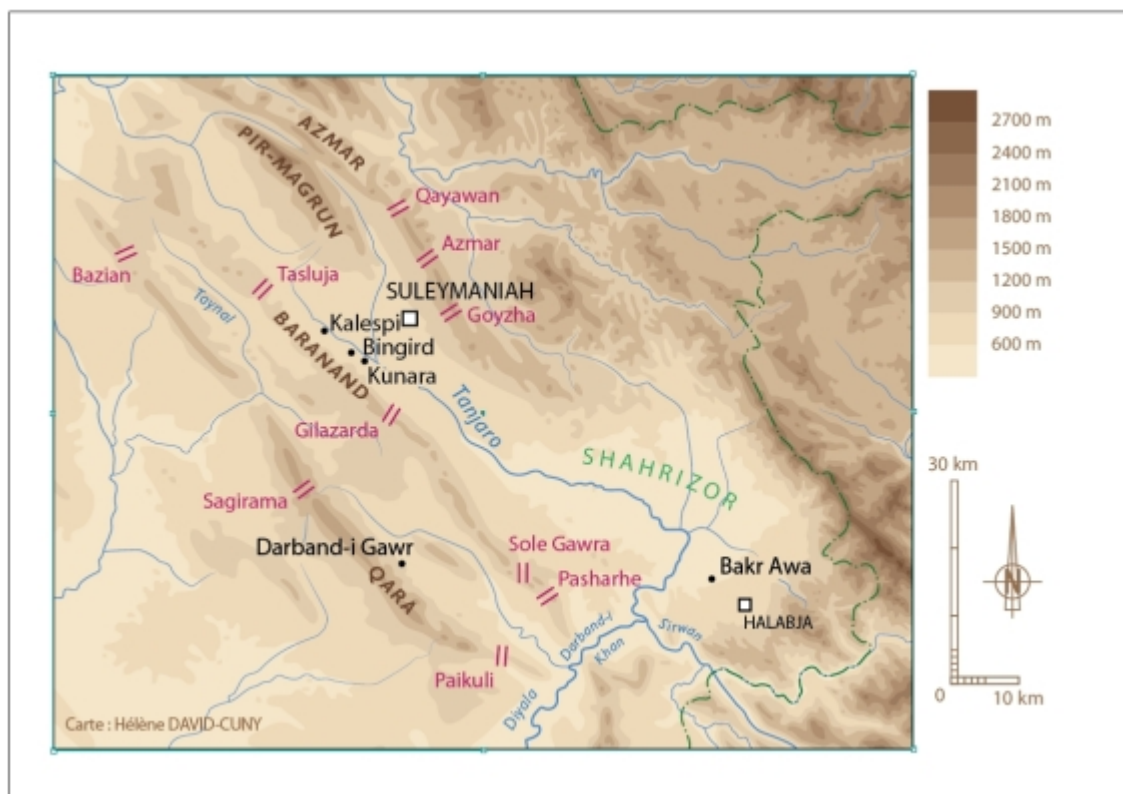 AZMAR
PIR-MAGRUN
Qayawan
Azmar
Bazian
Tasluja
Taynal
SULEYMANIAH
Goyzha
Kalespi
BARANAND
Bingird
Kunara
Gilazarda
Tanjaro
SHAHRIZOR
Sagirama
Darband-i Gawr
QARA
Sole Gawra
Pasharhe
Bakr Awa
HALABJA
Darband-I
Khan
Sirwan
Paikuli
Diyala
Carte : Hélène DAVID-CUNY
2700 m
2400 m
2100 m
1800 m
1500 m
1200 m
900 m
600 m
30 km
N
0
10 km